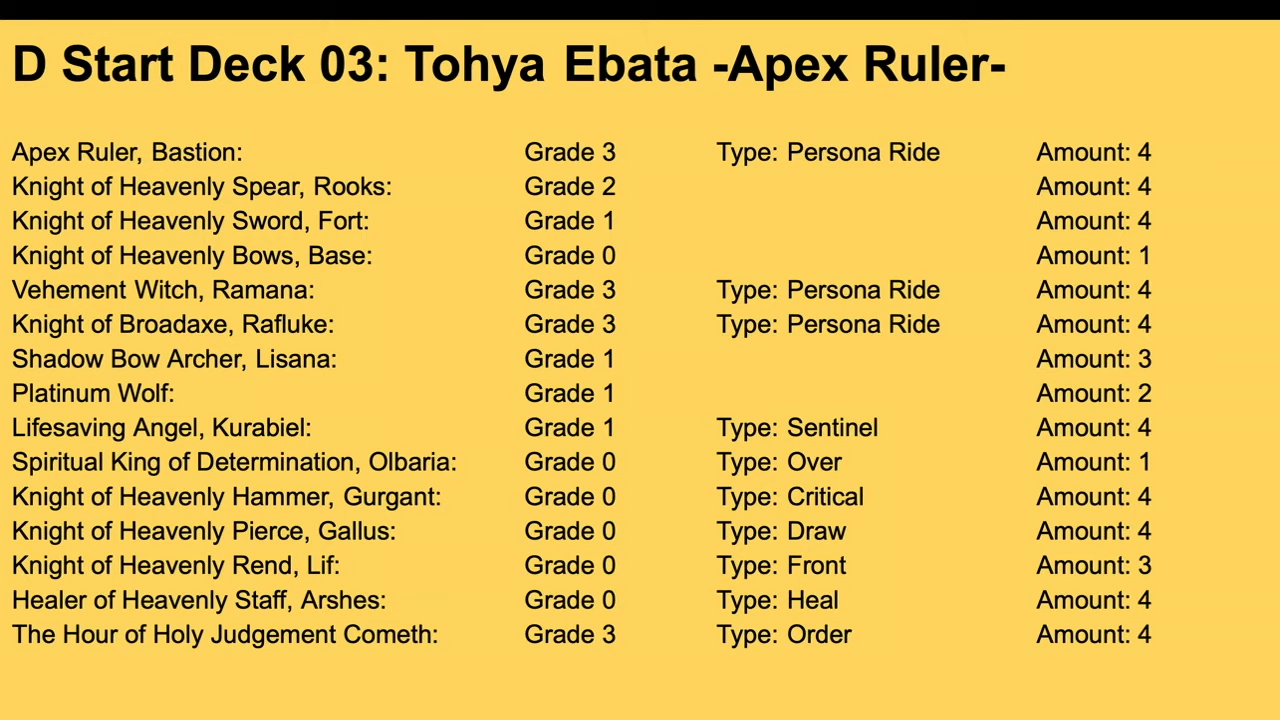 D Start Deck 03: Tohya Ebata -Apex Ruler-
Apex Ruler, Bastion: Grade 3 Type: Persona Ride Amount: 4
Knight of Heavenly Spear, Rooks: Grade 2 Amount: 4
Knight of Heavenly Sword, Fort: Grade 1 Amount: 4
Knight of Heavenly Bows, Base: Grade 0 Amount: 1
Vehement Witch, Ramana: Grade 3 Type: Persona Ride Amount: 4
Knight of Broadaxe, Rafluke: Grade 3 Type: Persona Ride Amount: 4
Shadow Bow Archer, Lisana: Grade 1 Amount: 3
Platinum Wolf: Grade 1 Amount: 2
Lifesaving Angel, Kurabiel: Grade 1 Type: Sentinel Amount: 4
Spiritual King of Determination, Olbaria: Grade 0 Type: Over Amount: 1
Knight of Heavenly Hammer, Gurgant: Grade 0 Type: Critical Amount: 4
Knight of Heavenly Pierce, Gallus: Grade 0 Type: Draw Amount: 4
Knight of Heavenly Rend, Lif: Grade 0 Type: Front Amount: 3
Healer of Heavenly Staff, Arshes: Grade 0 Type: Heal Amount: 4
The Hour of Holy Judgement Cometh: Grade 3 Type: Order Amount: 4